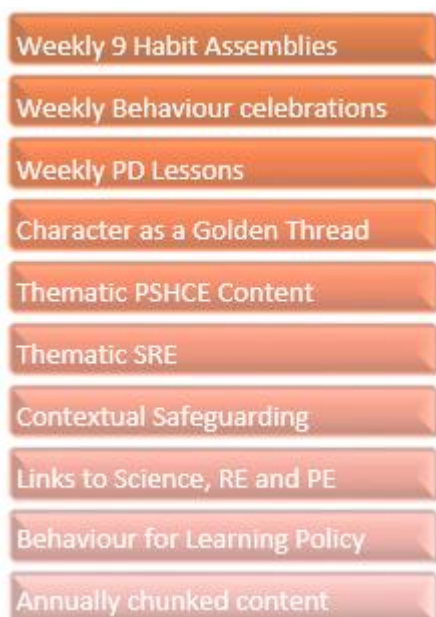 Weekly 9 Habit Assemblies
Weekly Behaviour celebrations
Weekly PD Lessons
Character as a Golden Thread
Thematic PSHCE Content
Thematic SRE
Contextual Safeguarding
Links to Science, RE and PE
Behaviour for Learning Policy
Annually chunked content